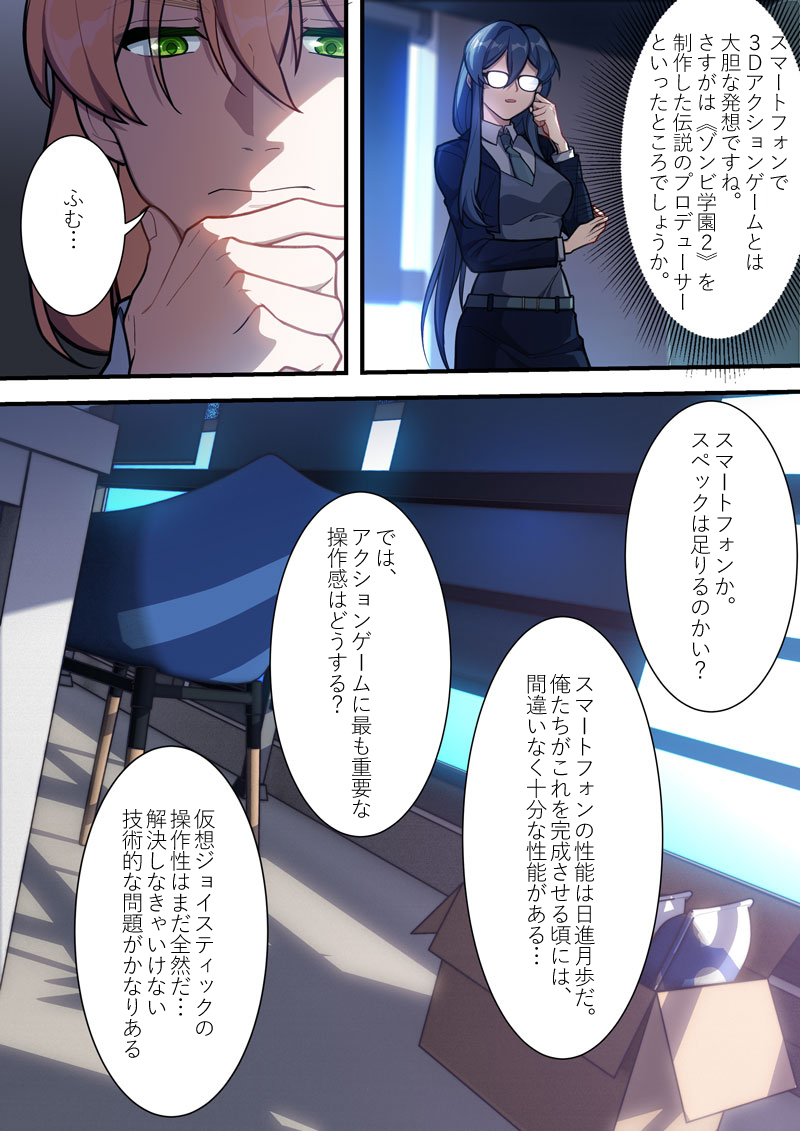 スマートフォンで
3Dアクションゲームとは
大胆な発想ですね。
さすがは《ゾンビ学園2》を
制作した伝説のプロデューサー
といったところでしょうか。
ふむ…
スマートフォンか。
スペックは足りるのかい？
スマートフォンの性能は日進月歩だ。
俺たちがこれを完成させる頃には、
間違いなく十分な性能がある…
では、
アクションゲームに最も重要な
操作感はどうする？
仮想ジョイスティックの
操作性はまだ全然だ…
解決しなきゃいけない
技術的な問題がかなりある